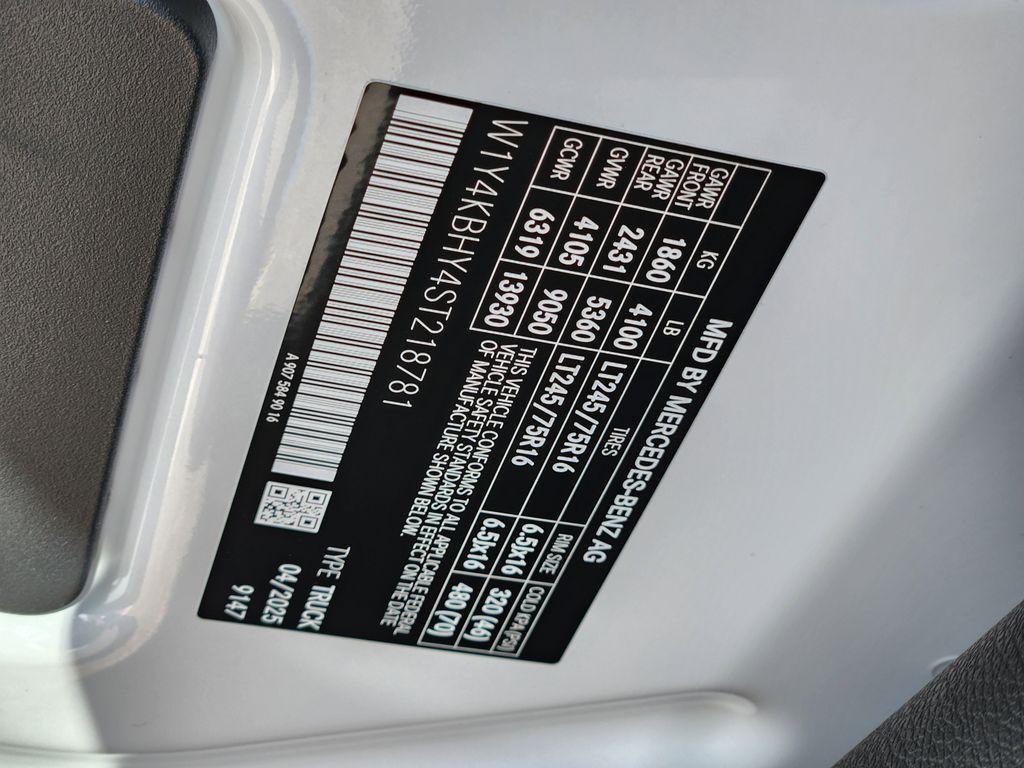 MFD BY MERCEDES-BENZ AG
KG LB TIRES RIM SIZE COLD KPA (PSI)
GAWR FRONT 1860 4100 LT245/75R16 6.5Jx16 320 (46)
GAWR REAR 2431 5360 LT245/75R16 6.5Jx16 480 (70)
GVWR 4105 9050
GCWR 6319 13930
THIS VEHICLE CONFORMS TO ALL APPLICABLE FEDERAL
VEHICLE SAFETY STANDARDS IN EFFECT ON THE DATE
OF MANUFACTURE SHOWN BELOW.
W1Y4KBHY4ST218781
TYPE TRUCK
04/2025
9147
A 907 584 90 16